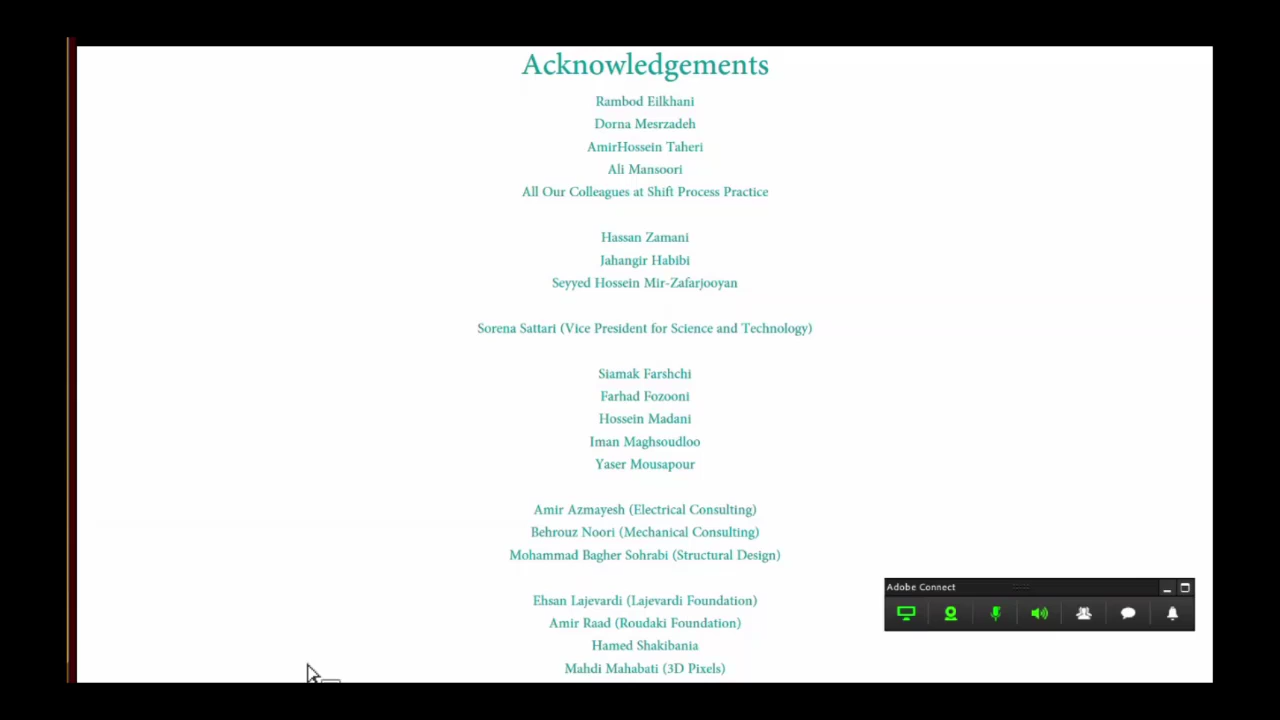 Acknowledgements
Rambod Eilkhani
Dorna Mesrzadeh
AmirHossein Taheri
Ali Mansoori
All Our Colleagues at Shift Process Practice
Hassan Zamani
Jahangir Habibi
Seyyed Hossein Mir-Zafarjooyan
Sorena Sattari (Vice President for Science and Technology)
Siamak Farshchi
Farhad Fozooni
Hossein Madani
Iman Maghsoudloo
Yaser Mousapour
Amir Azmayesh (Electrical Consulting)
Behrouz Noori (Mechanical Consulting)
Mohammad Bagher Sohrabi (Structural Design)
Ehsan Lajevardi (Lajevardi Foundation)
Amir Raad (Roudaki Foundation)
Hamed Shakibania
Mahdi Mahabati (3D Pixels)
Adobe Connect